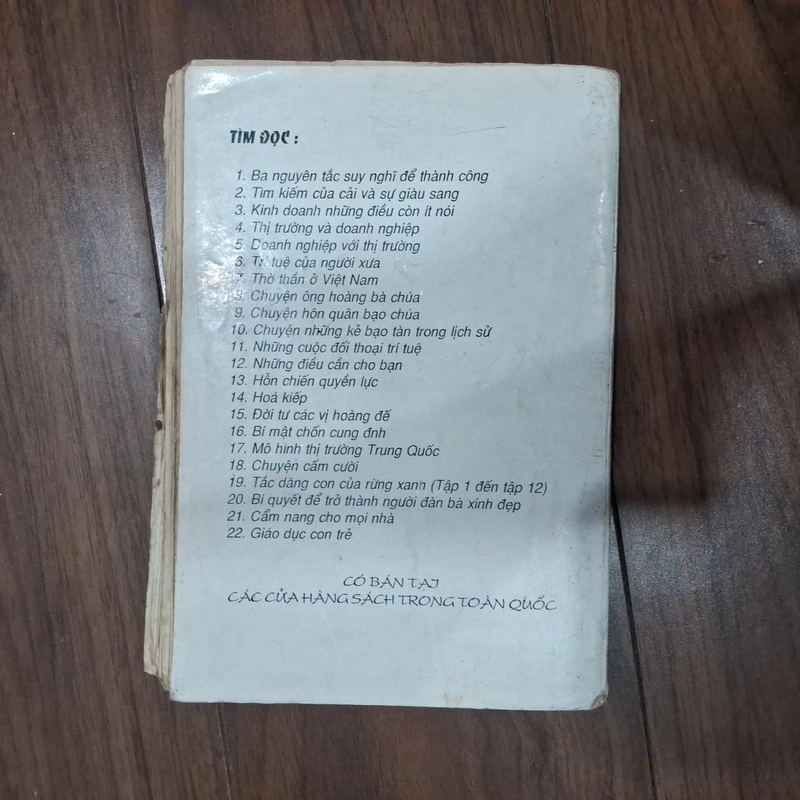 TÌM ĐỌC :
1. Ba nguyên tắc suy nghĩ để thành công
2. Tìm kiếm của cải và sự giàu sang
3. Kinh doanh những điều còn ít nói
4. Thị trường và doanh nghiệp
5. Doanh nghiệp với thị trường
6. Trí tuệ của người xưa
7. Thờ thần ở Việt Nam
8. Chuyện ông hoàng bà chúa
9. Chuyện hôn quân bạo chúa
10. Chuyện những kẻ bạo tàn trong lịch sử
11. Những cuộc đối thoại trí tuệ
12. Những điều cần cho bạn
13. Hỗn chiến quyền lực
14. Hoá kiếp
15. Đời tư các vị hoàng đế
16. Bí mật chốn cung đnh
17. Mô hình thị trường Trung Quốc
18. Chuyện cấm cười
19. Tắc dăng con của rừng xanh (Tập 1 đến tập 12)
20. Bí quyết để trở thành người đàn bà xinh đẹp
21. Cẩm nang cho mọi nhà
22. Giáo dục con trẻ
CÓ BÁN TẠI
CÁC CỬA HÀNG SÁCH TRONG TOÀN QUỐC